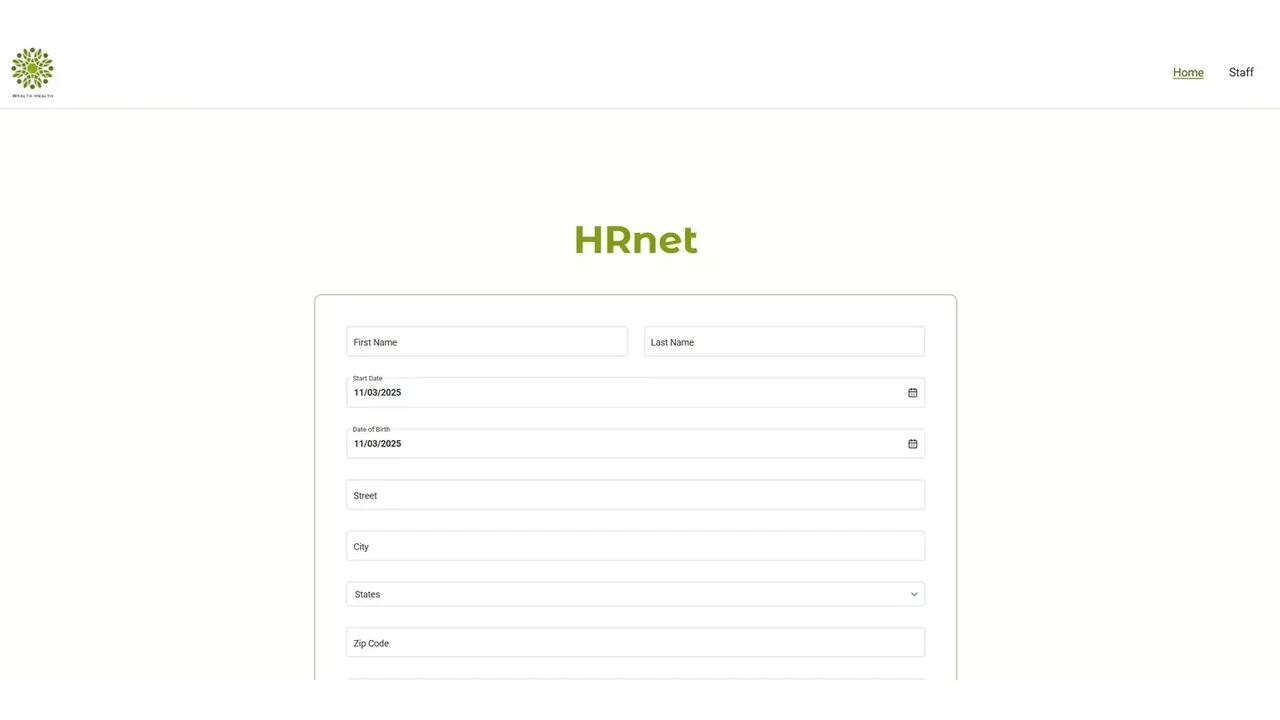 WEALTH HEALTH
Home
Staff
HRnet
First Name
Last Name
Start Date
11/03/2025
Date of Birth
11/03/2025
Street
City
States
Zip Code